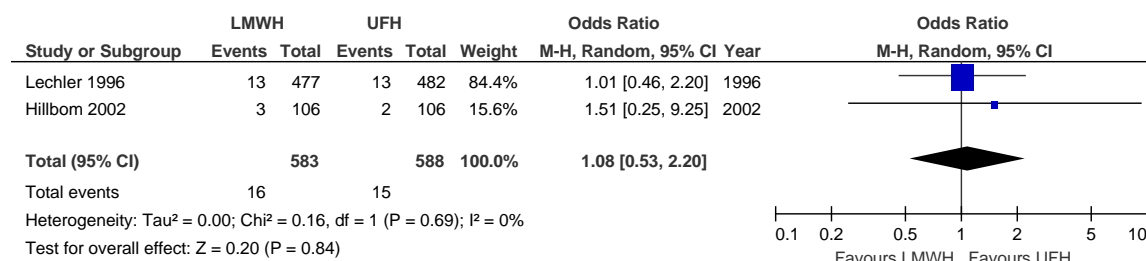 LMWH UFH Odds Ratio Odds Ratio
Study or Subgroup Events Total Events Total Weight M-H, Random, 95% CI Year M-H, Random, 95% CI
Lechler 1996 13 477 13 482 84.4% 1.01 [0.46, 2.20] 1996
Hillbom 2002 3 106 2 106 15.6% 1.51 [0.25, 9.25] 2002
Total (95% CI) 583 588 100.0% 1.08 [0.53, 2.20]
Total events 16 15
Heterogeneity: Tau² = 0.00; Chi² = 0.16, df = 1 (P = 0.69); I² = 0%
Test for overall effect: Z = 0.20 (P = 0.84)
0.1 0.2 0.5 1 2 5 10
Favours LMWH Favours UFH